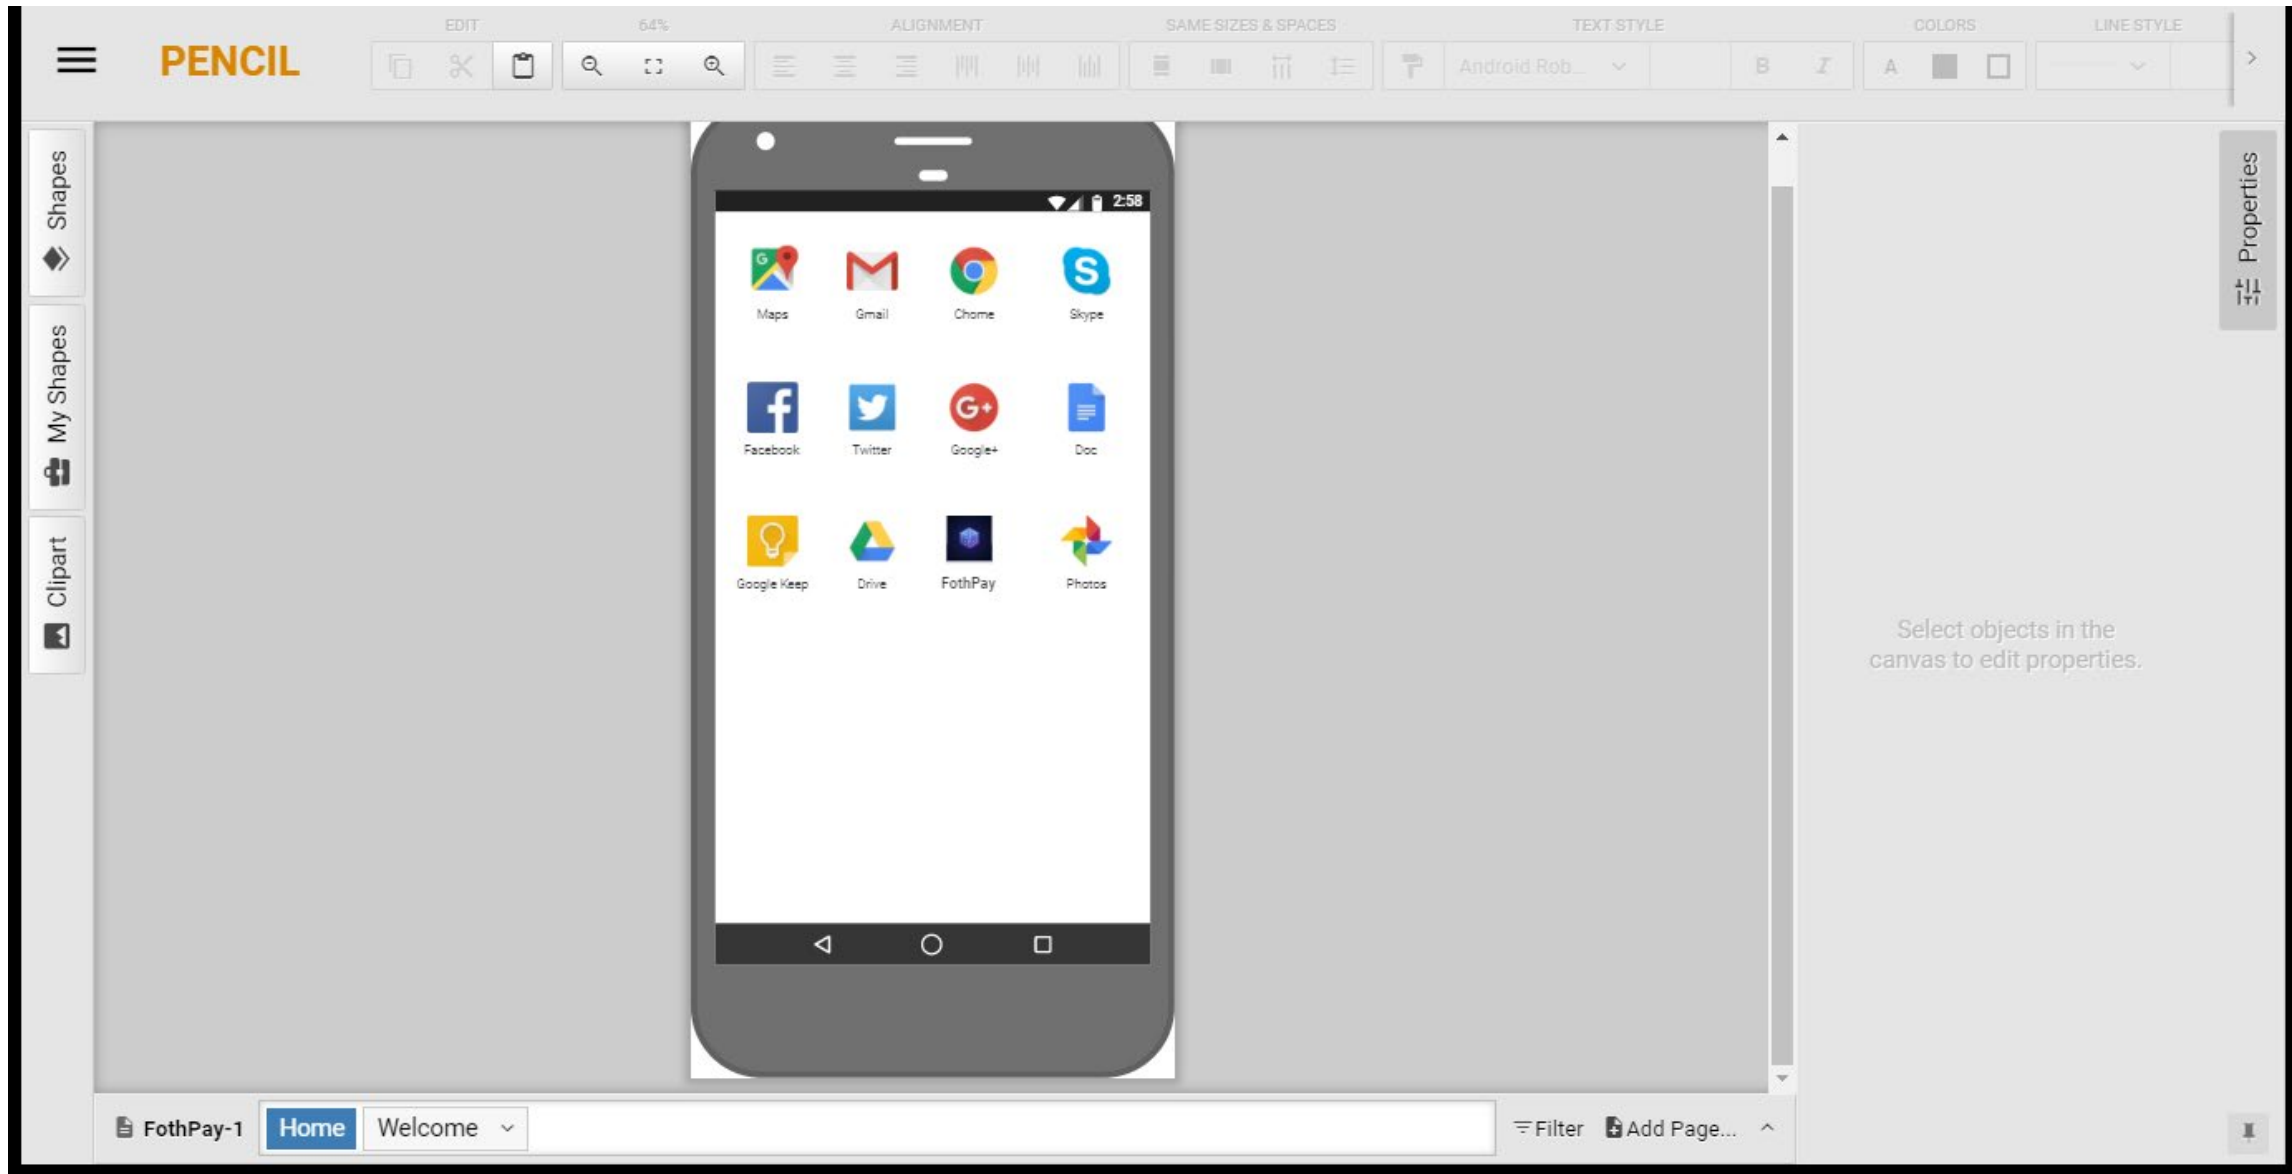 EDIT 64% ALIGNMENT SAME SIZES & SPACES TEXT STYLE COLORS LINE STYLE
PENCIL
Android Rob... B I A
Shapes
My Shapes
Clipart
2:58
G
S
Maps Gmail Chome Skype
G+
Facebook Twitter Google+ Doc
Google Keep Drive FothPay Photos
Properties
Select objects in the
canvas to edit properties.
FothPay-1 Home Welcome Filter Add Page...